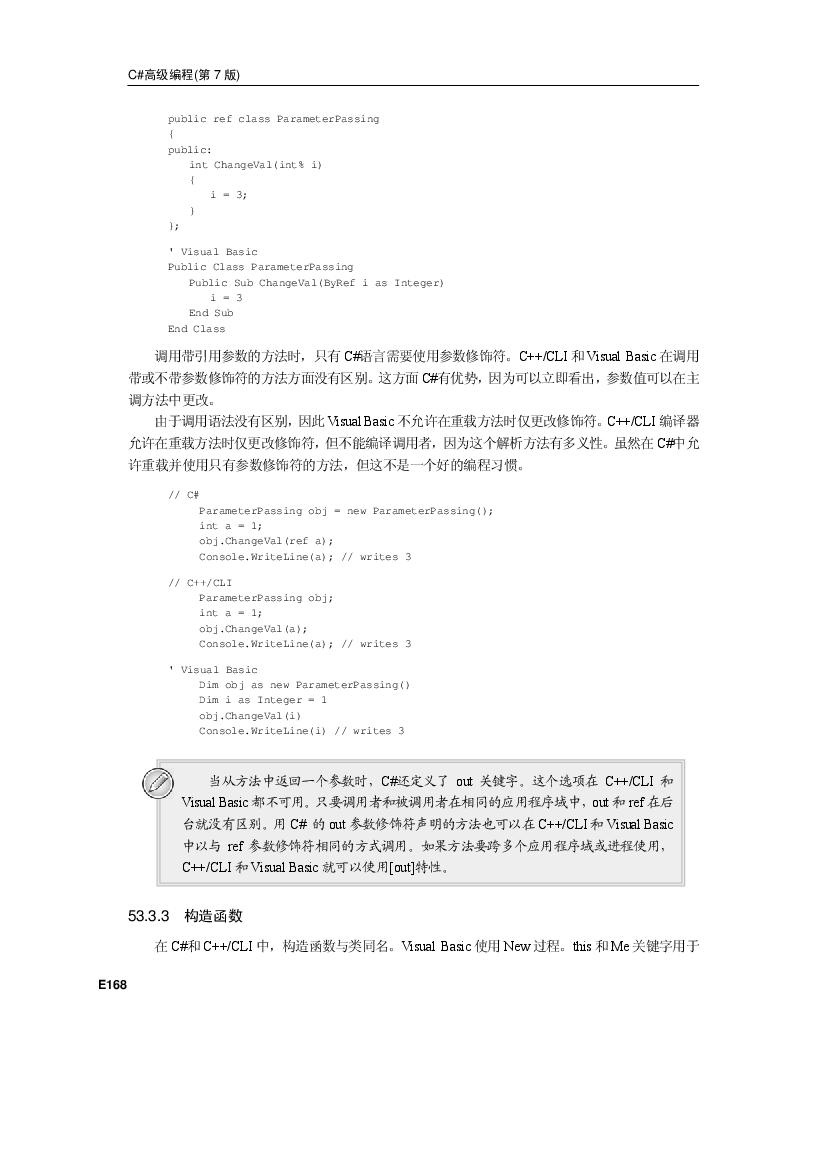 C#高级编程(第 7 版)
public ref class ParameterPassing
{
public:
int ChangeVal(int% i)
{
i = 3;
}
};
' Visual Basic
Public Class ParameterPassing
Public Sub ChangeVal(ByRef i as Integer)
i = 3
End Sub
End Class
调用带引用参数的方法时，只有 C#语言需要使用参数修饰符。C++/CLI 和 Visual Basic 在调用
带或不带参数修饰符的方法方面没有区别。这方面 C#有优势，因为可以立即看出，参数值可以在主
调方法中更改。
由于调用语法没有区别，因此 Visual Basic 不允许在重载方法时仅更改修饰符。C++/CLI 编译器
允许在重载方法时仅更改修饰符，但不能编译调用者，因为这个解析方法有多义性。虽然在 C#中允
许重载并使用只有参数修饰符的方法，但这不是一个好的编程习惯。
// C#
ParameterPassing obj = new ParameterPassing();
int a = 1;
obj.ChangeVal(ref a);
Console.WriteLine(a); // writes 3
// C++/CLI
ParameterPassing obj;
int a = 1;
obj.ChangeVal(a);
Console.WriteLine(a); // writes 3
' Visual Basic
Dim obj as new ParameterPassing()
Dim i as Integer = 1
obj.ChangeVal(i)
Console.WriteLine(i) // writes 3
当从方法中返回一个参数时，C#还定义了 out 关键字。这个选项在 C++/CLI 和
Visual Basic 都不可用。只要调用者和被调用者在相同的应用程序域中，out 和 ref 在后
台就没有区别。用 C# 的 out 参数修饰符声明的方法也可以在 C++/CLI 和 Visual Basic
中以与 ref 参数修饰符相同的方式调用。如果方法要跨多个应用程序域或进程使用，
C++/CLI 和 Visual Basic 就可以使用[out]特性。
53.3.3 构造函数
在 C#和 C++/CLI 中，构造函数与类同名。Visual Basic 使用 New 过程。this 和 Me 关键字用于
E168